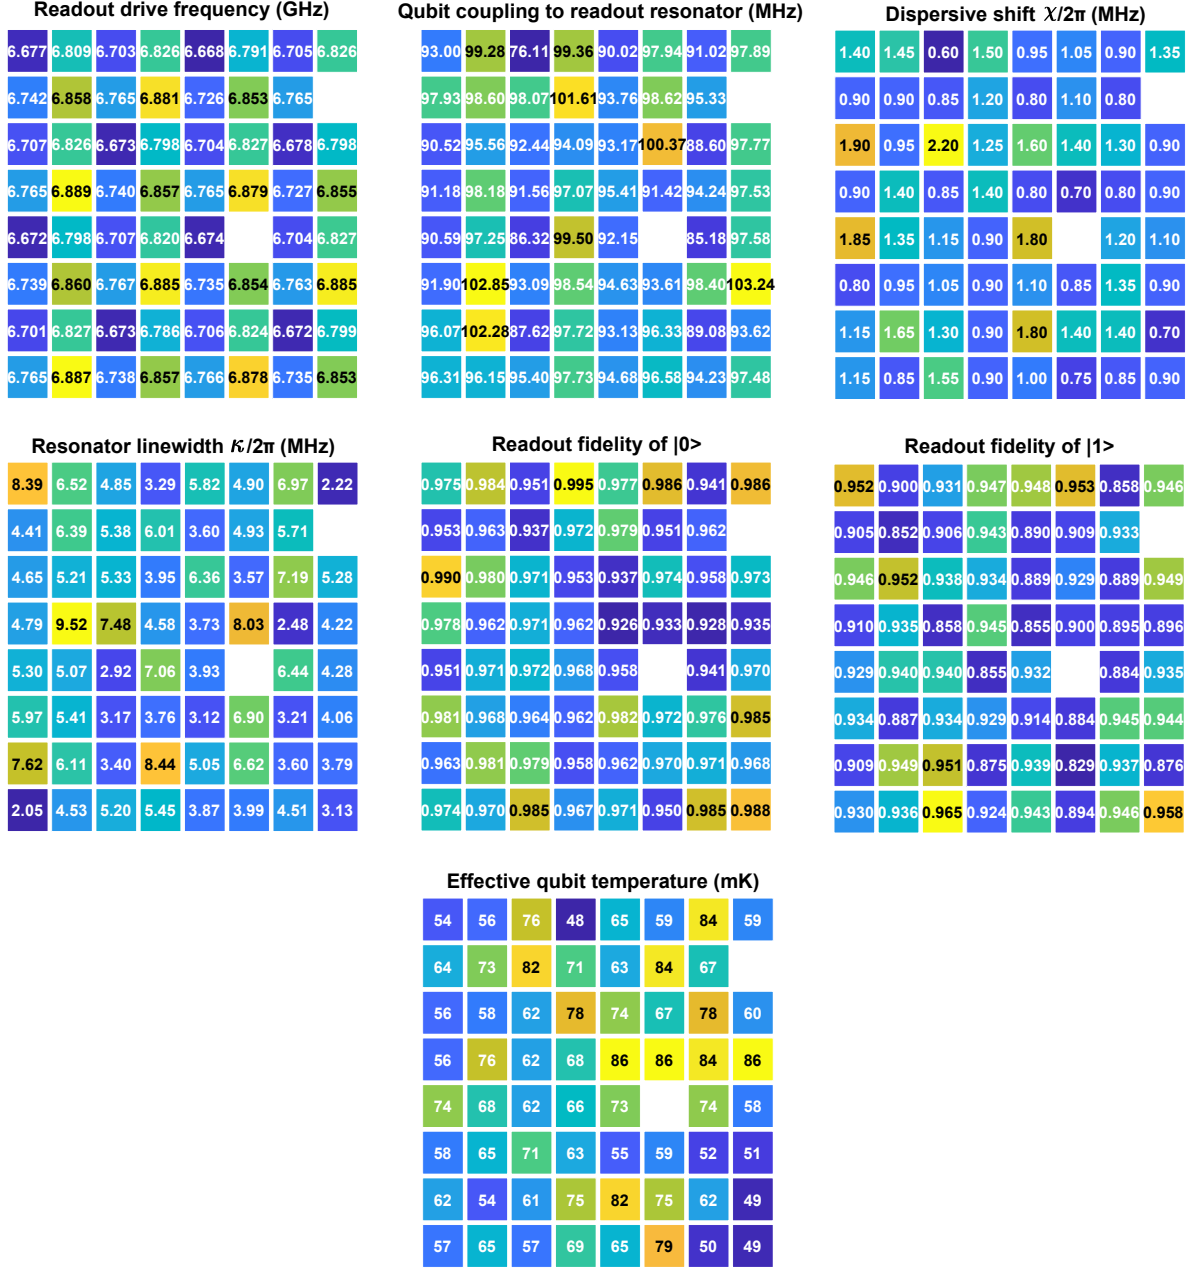 Readout drive frequency (GHz)
6.677 6.809 6.703 6.826 6.668 6.791 6.705 6.826
6.742 6.858 6.765 6.881 6.726 6.853 6.765
6.707 6.826 6.673 6.798 6.704 6.827 6.678 6.798
6.765 6.889 6.740 6.857 6.765 6.879 6.727 6.855
6.672 6.798 6.707 6.820 6.674 6.704 6.827
6.739 6.860 6.767 6.885 6.735 6.854 6.763 6.885
6.701 6.827 6.673 6.786 6.706 6.824 6.672 6.799
6.765 6.887 6.738 6.857 6.766 6.878 6.735 6.853
Qubit coupling to readout resonator (MHz)
93.00 99.28 76.11 99.36 90.02 97.94 91.02 97.89
97.93 98.60 98.07 101.61 93.76 98.62 95.33
90.52 95.56 92.44 94.09 93.17 100.37 88.60 97.77
91.18 98.18 91.56 97.07 95.41 91.42 94.24 97.53
90.59 97.25 86.32 99.50 92.15 85.18 97.58
91.90 102.85 93.09 98.54 94.63 93.61 98.40 103.24
96.07 102.28 87.62 97.72 93.13 96.33 89.08 93.62
96.31 96.15 95.40 97.73 94.68 96.58 94.23 97.48
Dispersive shift χ/2π (MHz)
1.40 1.45 0.60 1.50 0.95 1.05 0.90 1.35
0.90 0.90 0.85 1.20 0.80 1.10 0.80
1.90 0.95 2.20 1.25 1.60 1.40 1.30 0.90
0.90 1.40 0.85 1.40 0.80 0.70 0.80 0.90
1.85 1.35 1.15 0.90 1.80 1.20 1.10
0.80 0.95 1.05 0.90 1.10 0.85 1.35 0.90
1.15 1.65 1.30 0.90 1.80 1.40 1.40 0.70
1.15 0.85 1.55 0.90 1.00 0.75 0.85 0.90
Resonator linewidth κ/2π (MHz)
8.39 6.52 4.85 3.29 5.82 4.90 6.97 2.22
4.41 6.39 5.38 6.01 3.60 4.93 5.71
4.65 5.21 5.33 3.95 6.36 3.57 7.19 5.28
4.79 9.52 7.48 4.58 3.73 8.03 2.48 4.22
5.30 5.07 2.92 7.06 3.93 6.44 4.28
5.97 5.41 3.17 3.76 3.12 6.90 3.21 4.06
7.62 6.11 3.40 8.44 5.05 6.62 3.60 3.79
2.05 4.53 5.20 5.45 3.87 3.99 4.51 3.13
Readout fidelity of |0>
0.975 0.984 0.951 0.995 0.977 0.986 0.941 0.986
0.953 0.963 0.937 0.972 0.979 0.951 0.962
0.990 0.980 0.971 0.953 0.937 0.974 0.958 0.973
0.978 0.962 0.971 0.962 0.926 0.933 0.928 0.935
0.951 0.971 0.972 0.968 0.958 0.941 0.970
0.981 0.968 0.964 0.962 0.982 0.972 0.976 0.985
0.963 0.981 0.979 0.958 0.962 0.970 0.971 0.968
0.974 0.970 0.985 0.967 0.971 0.950 0.985 0.988
Readout fidelity of |1>
0.952 0.900 0.931 0.947 0.948 0.953 0.858 0.946
0.905 0.852 0.906 0.943 0.890 0.909 0.933
0.946 0.952 0.938 0.934 0.889 0.929 0.889 0.949
0.910 0.935 0.858 0.945 0.855 0.900 0.895 0.896
0.929 0.940 0.940 0.855 0.932 0.884 0.935
0.934 0.887 0.934 0.929 0.914 0.884 0.945 0.944
0.909 0.949 0.951 0.875 0.939 0.829 0.937 0.876
0.930 0.936 0.965 0.924 0.943 0.894 0.946 0.958
Effective qubit temperature (mK)
54 56 76 48 65 59 84 59
64 73 82 71 63 84 67
56 58 62 78 74 67 78 60
56 76 62 68 86 86 84 86
74 68 62 66 73 74 58
58 65 71 63 55 59 52 51
62 54 61 75 82 75 62 49
57 65 57 69 65 79 50 49